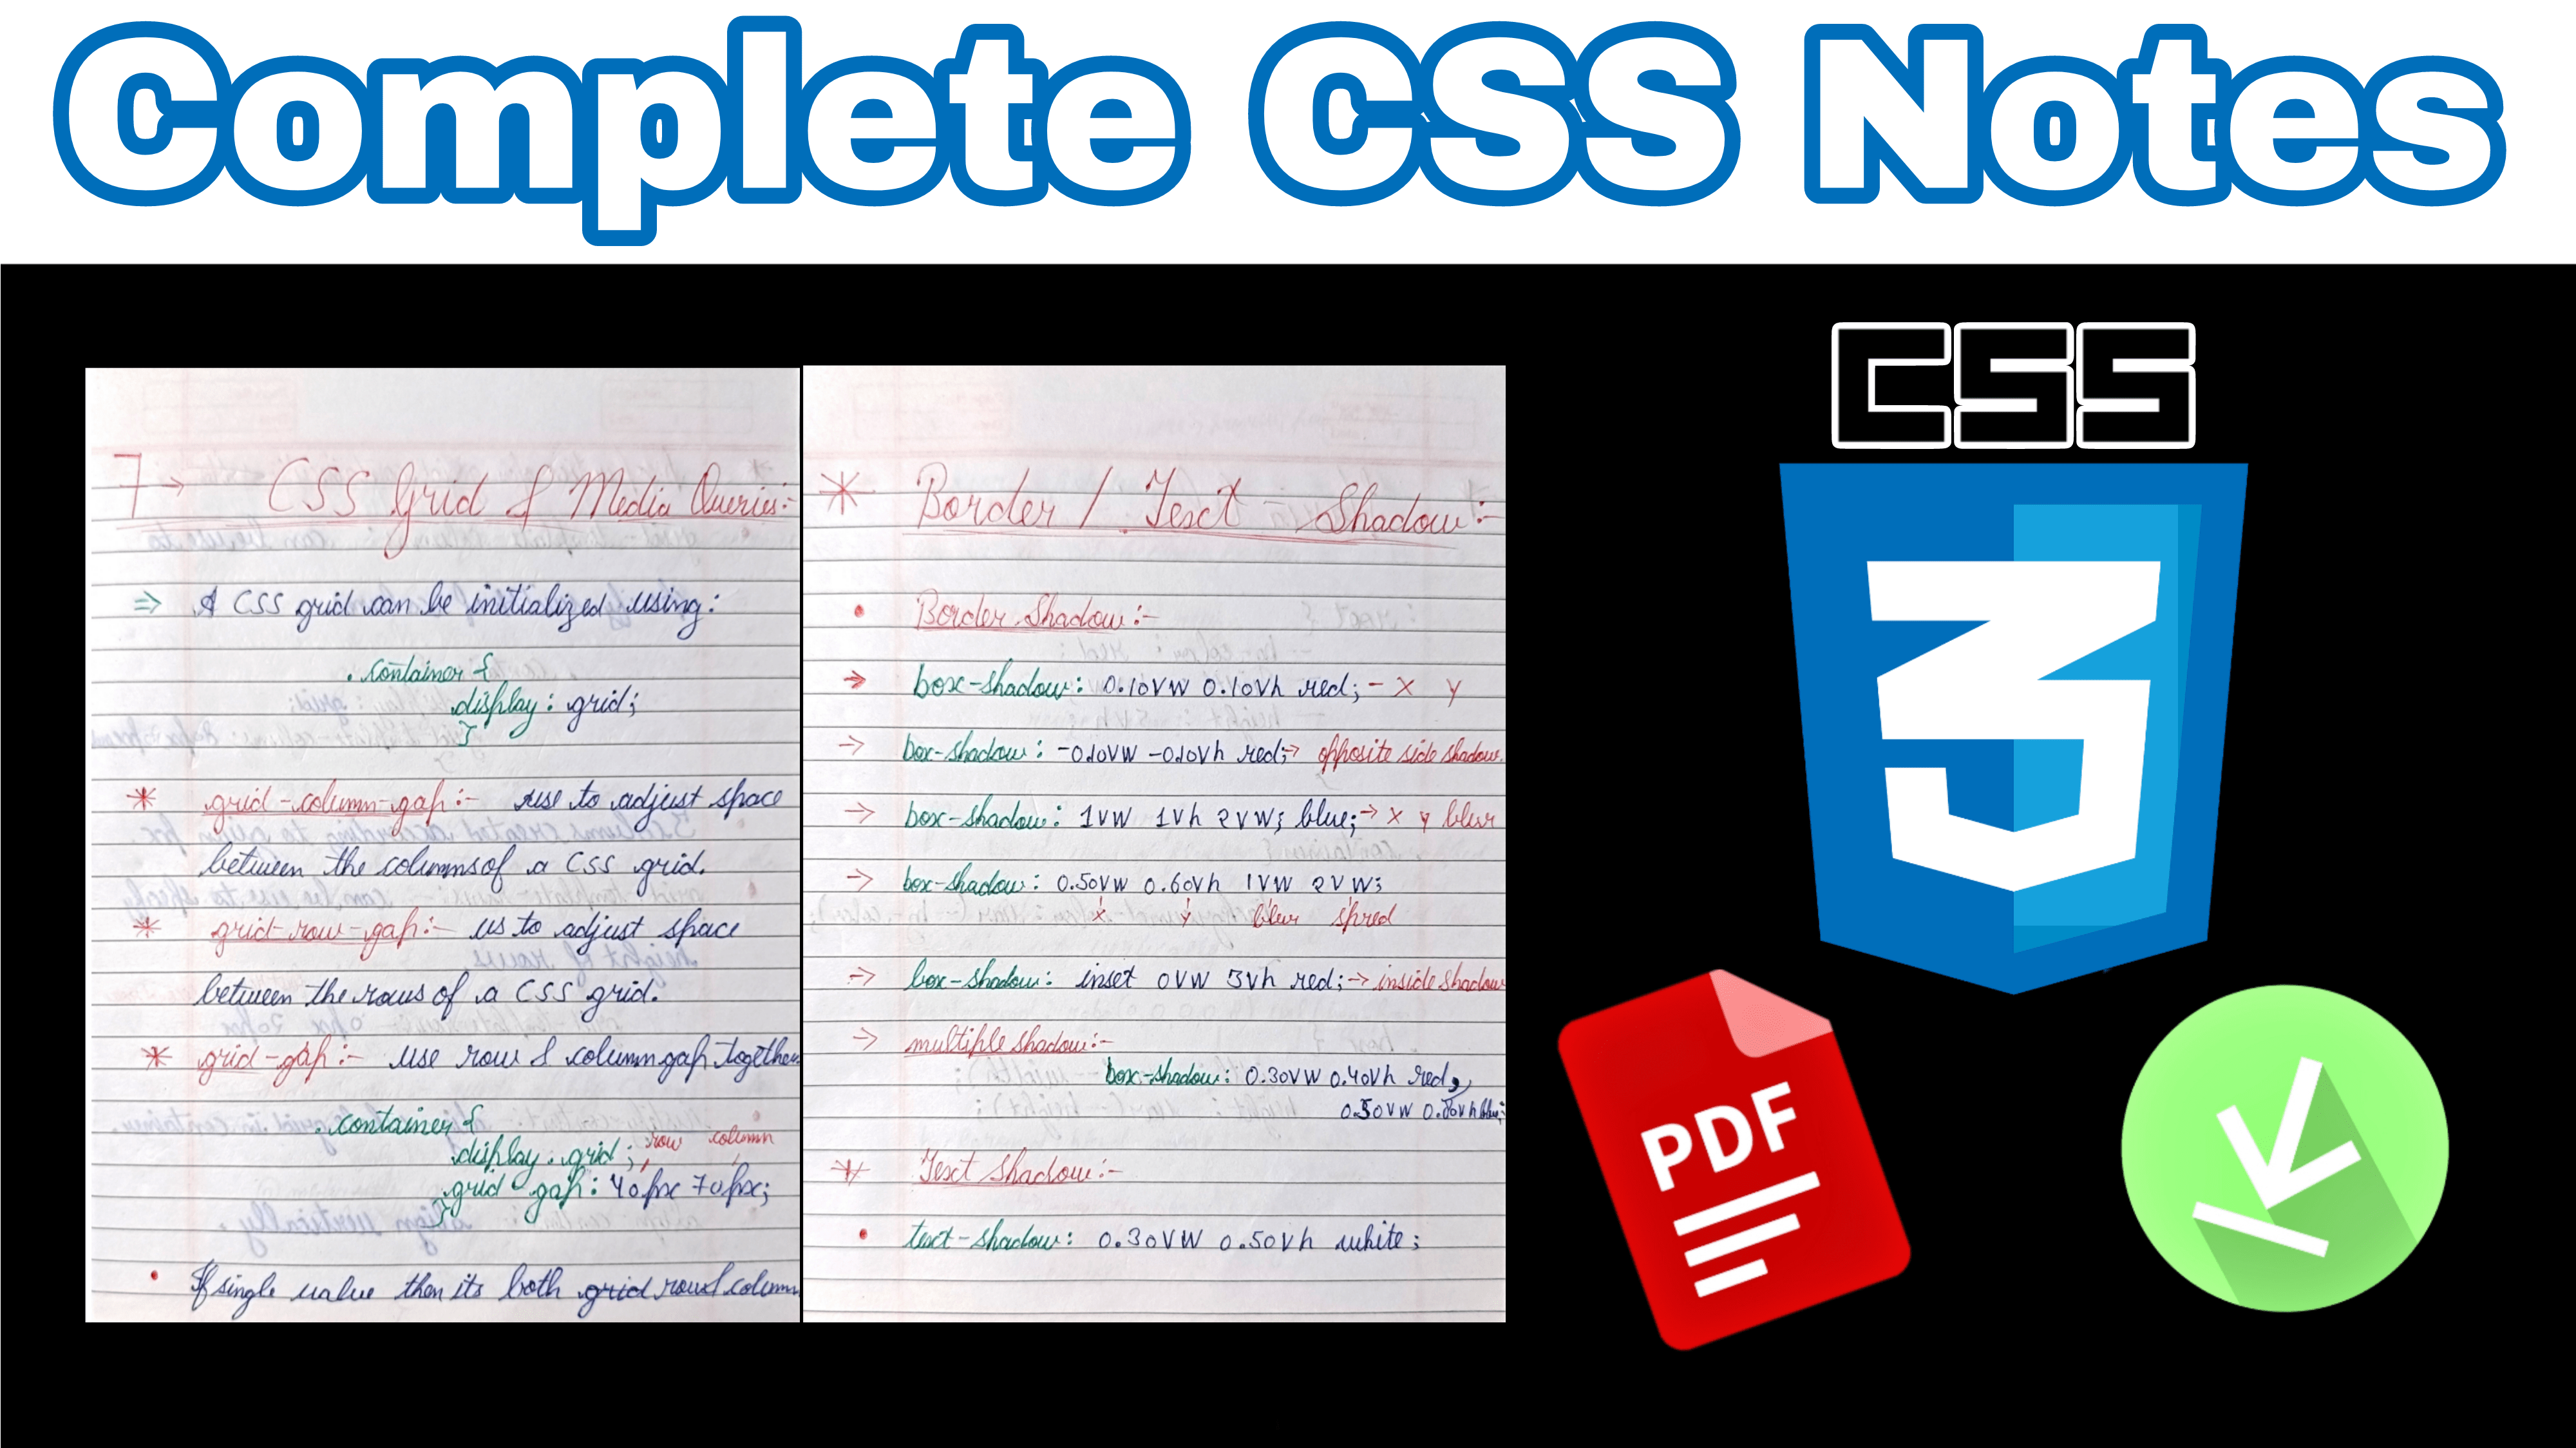 Complete CSS Notes
7→ CSS Grid & Media Queries:-
⇒ A CSS grid can be initialized using:
.container {
display: grid;
}
* grid-column-gap:- use to adjust space
between the columns of a CSS grid.
* grid-row-gap:- us to adjust space
between the rows of a CSS grid.
* grid-gap:- use row & column gap together
.container {
display: grid; row column
grid-gap: 40px 70px;
}
• If single value then its both grid row & column
* Border / Text - Shadow:-
• Border Shadow:-
→ box-shadow: 0.10vw 0.10vh red; - x y
→ box-shadow: -0.10vw -0.10vh red; → opposite side shadow.
→ box-shadow: 1vw 1vh 2vw; blue; → x y blur
→ box-shadow: 0.50vw 0.60vh 1vw 2vw;
x y blur spred
→ box-shadow: inset 0vw 5vh red; → inside shadow
→ multiple shadow:-
box-shadow: 0.30vw 0.40vh red,
0.50vw blue;
* Text Shadow:-
• text-shadow: 0.30vw 0.50vh white;
CSS
3
PDF